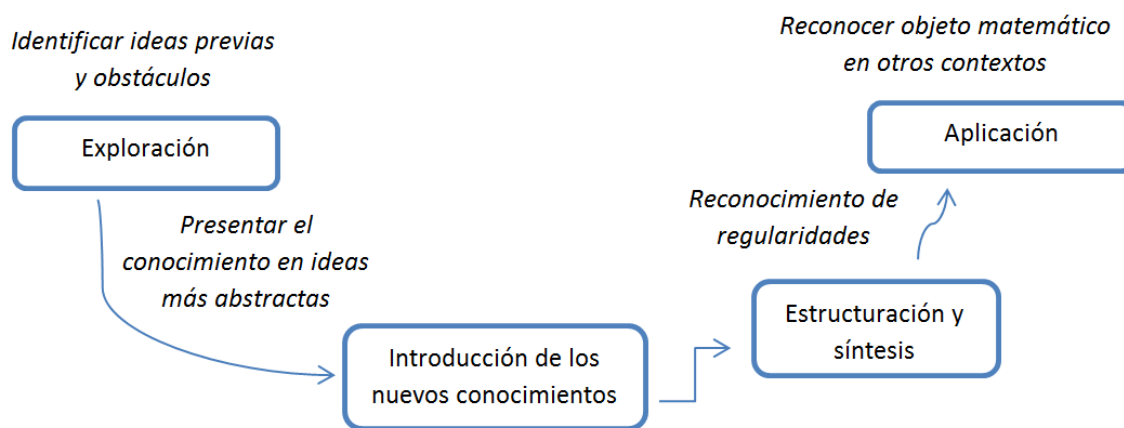 Identificar ideas previas
y obstáculos
Exploración
Presentar el
conocimiento en ideas
más abstractas
Introducción de los
nuevos conocimientos
Estructuración y
síntesis
Reconocimiento de
regularidades
Aplicación
Reconocer objeto matemático
en otros contextos